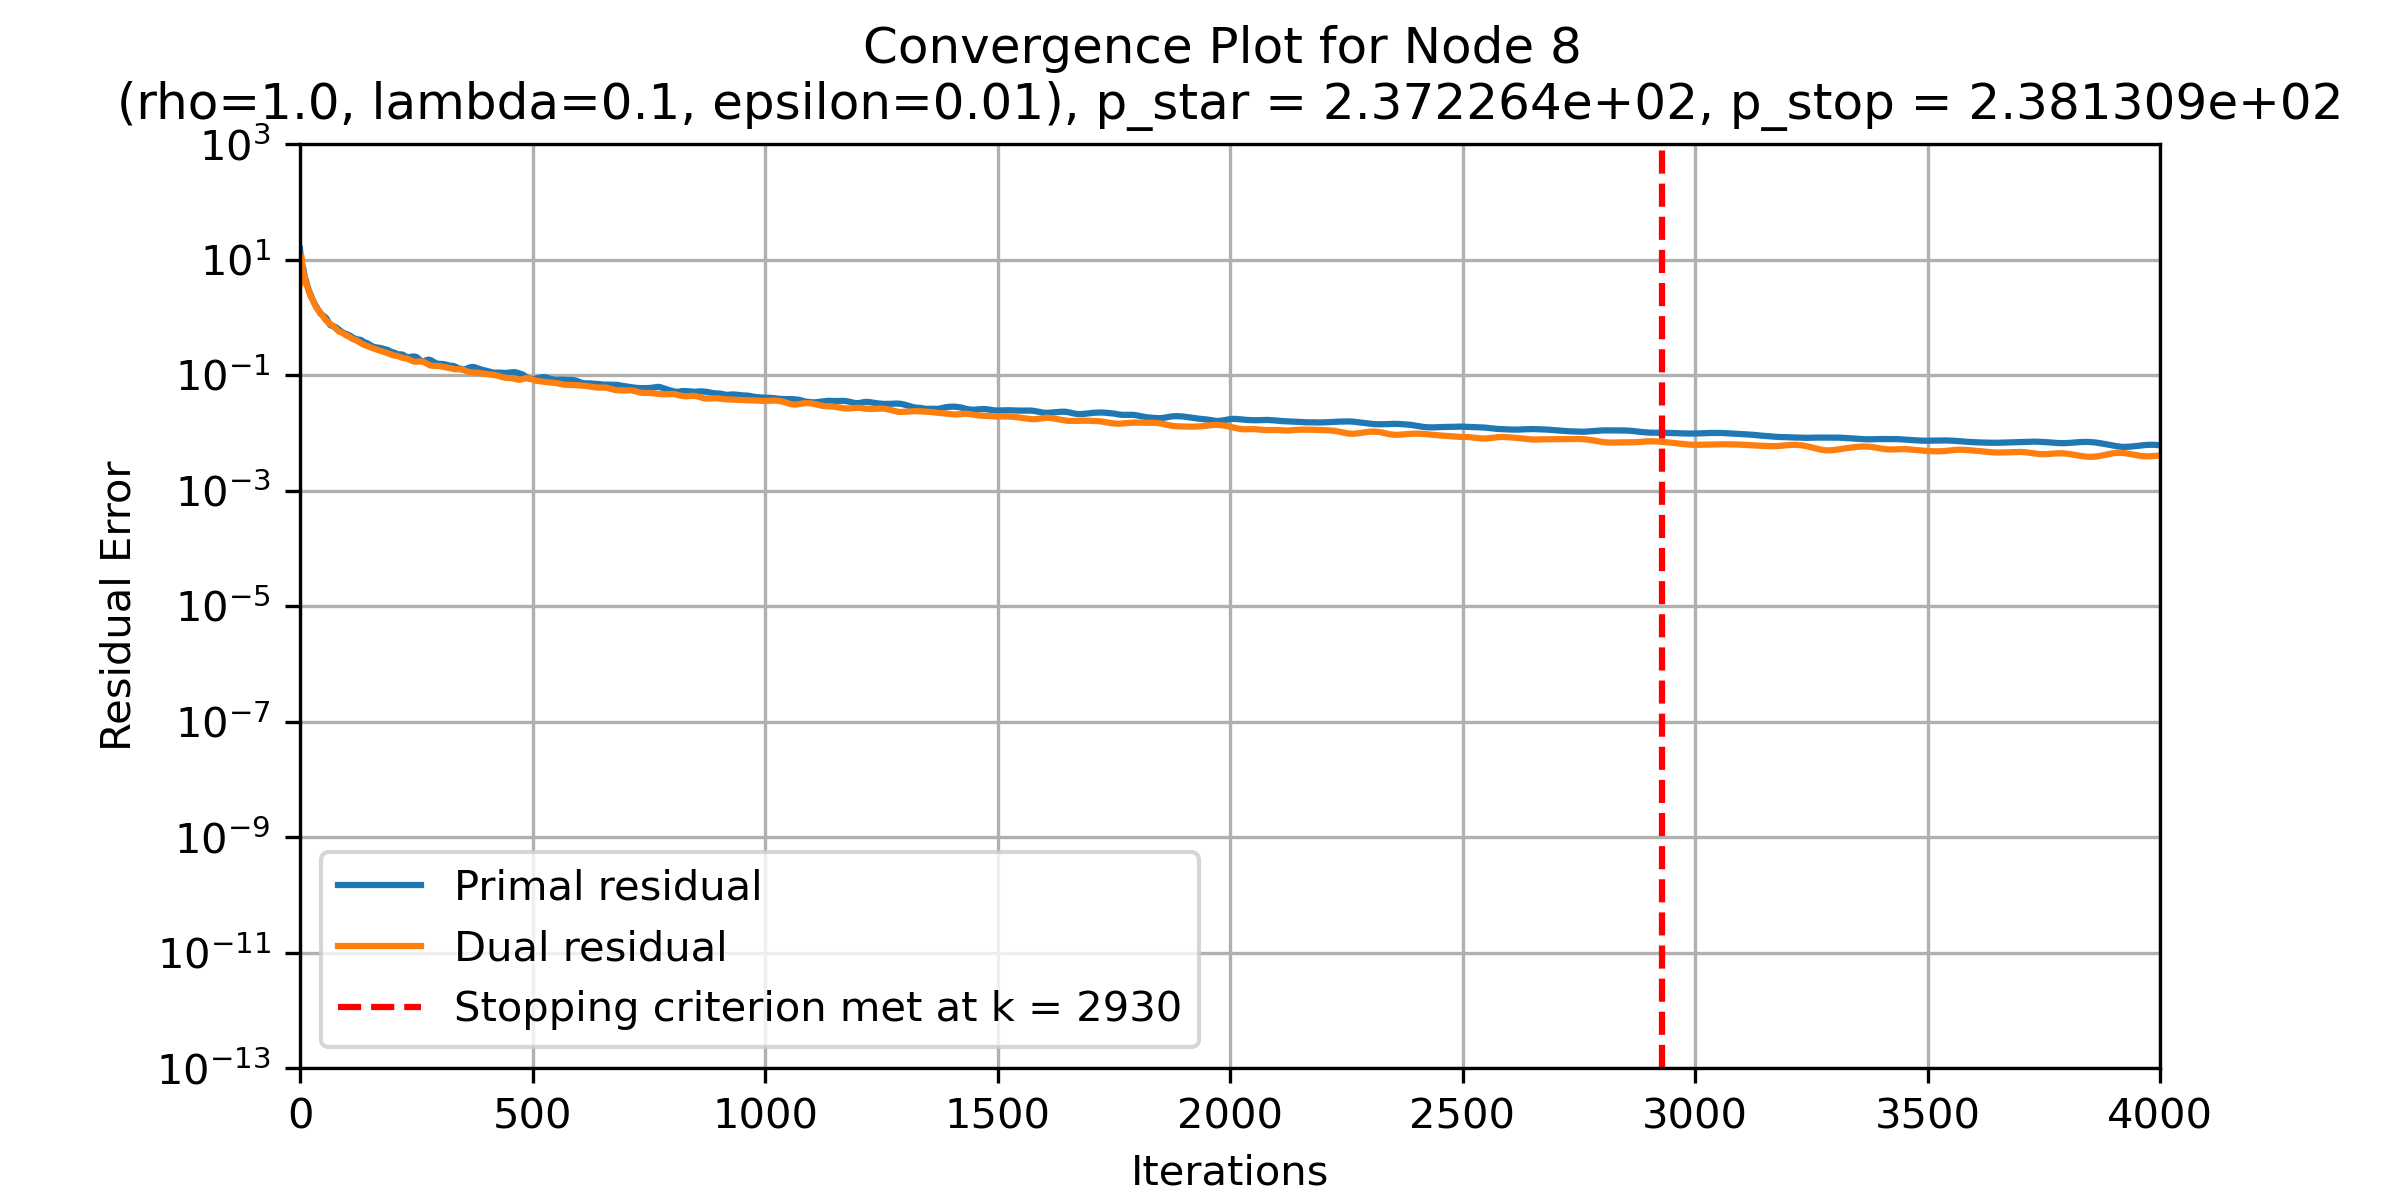 Convergence Plot for Node 8
(rho=1.0, lambda=0.1, epsilon=0.01), p_star = 2.372264e+02, p_stop = 2.381309e+02
10³
10¹
10⁻¹
10⁻³
10⁻⁵
10⁻⁷
10⁻⁹
10⁻¹¹
10⁻¹³
Residual Error
Primal residual
Dual residual
Stopping criterion met at k = 2930
0 500 1000 1500 2000 2500 3000 3500 4000
Iterations